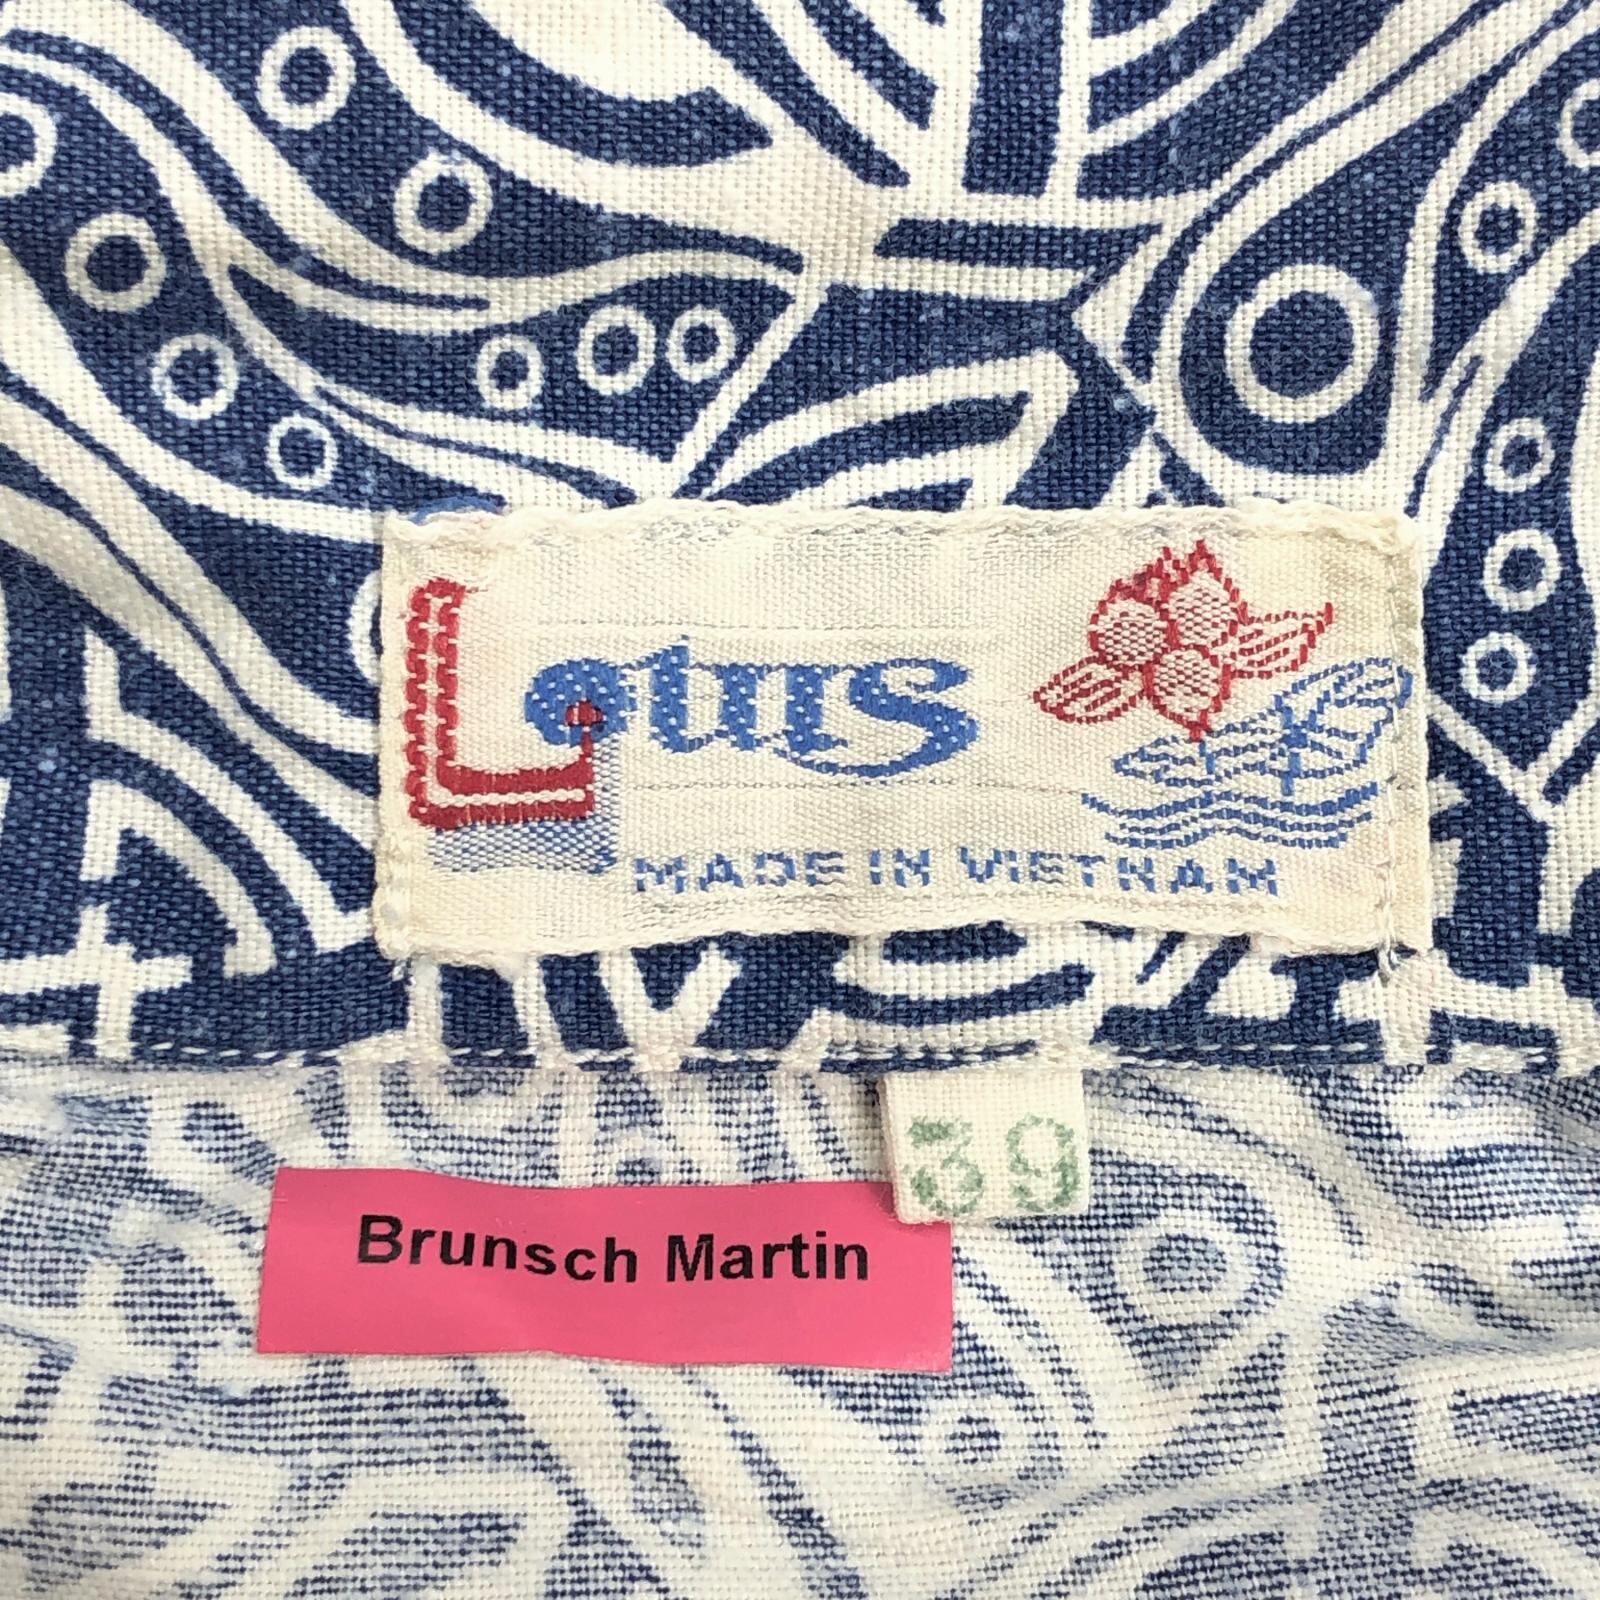 Lotus
MADE IN VIETNAM
39
Brunsch Martin